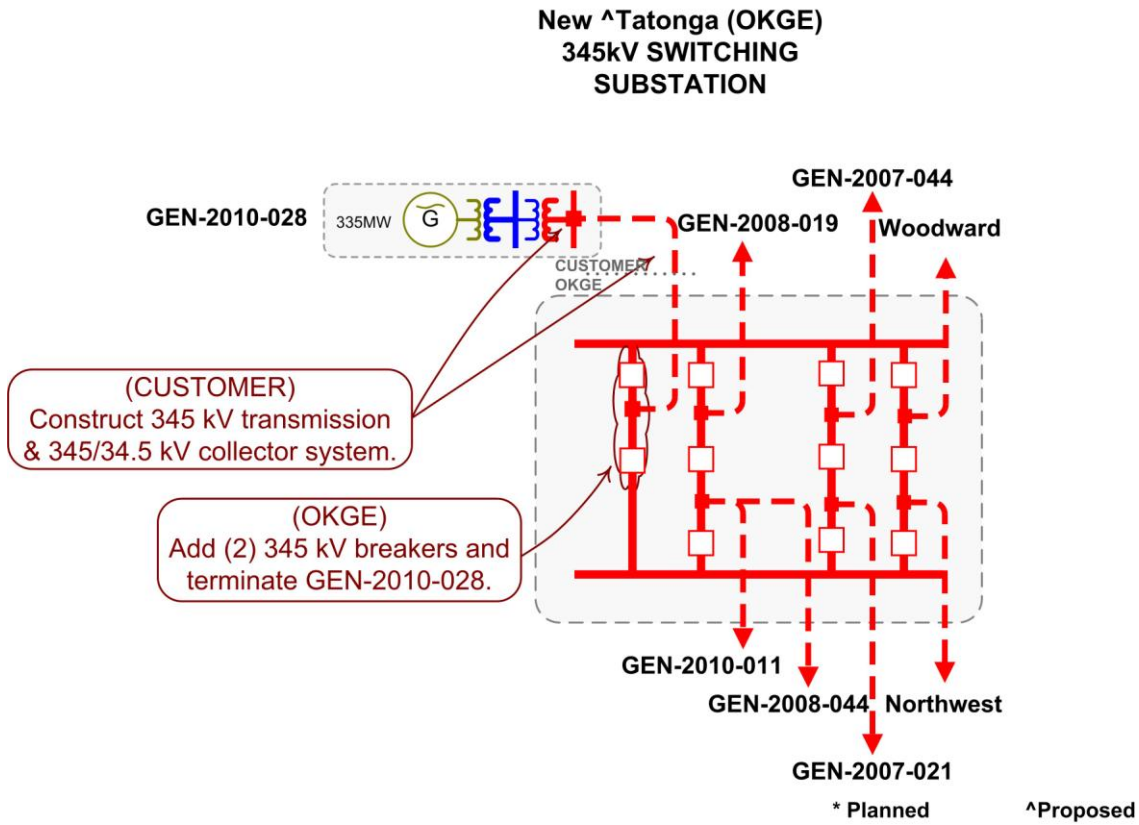 New ^Tatonga (OKGE)
345kV SWITCHING
SUBSTATION
GEN-2007-044
GEN-2010-028
335MW
G
GEN-2008-019
Woodward
CUSTOMER
OKGE
(CUSTOMER)
Construct 345 kV transmission
& 345/34.5 kV collector system.
(OKGE)
Add (2) 345 kV breakers and
terminate GEN-2010-028.
GEN-2010-011
GEN-2008-044
Northwest
GEN-2007-021
* Planned
^Proposed